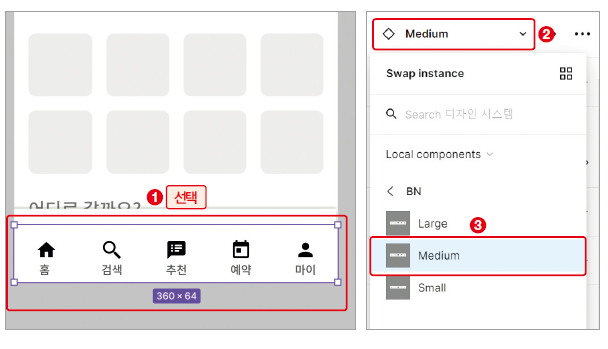 어디로 갈까요?
1 선택
홈 검색 추천 예약 마이
360 × 64
Medium 2
Swap instance
Search 디자인 시스템
Local components
BN
Large 3
Medium
Small